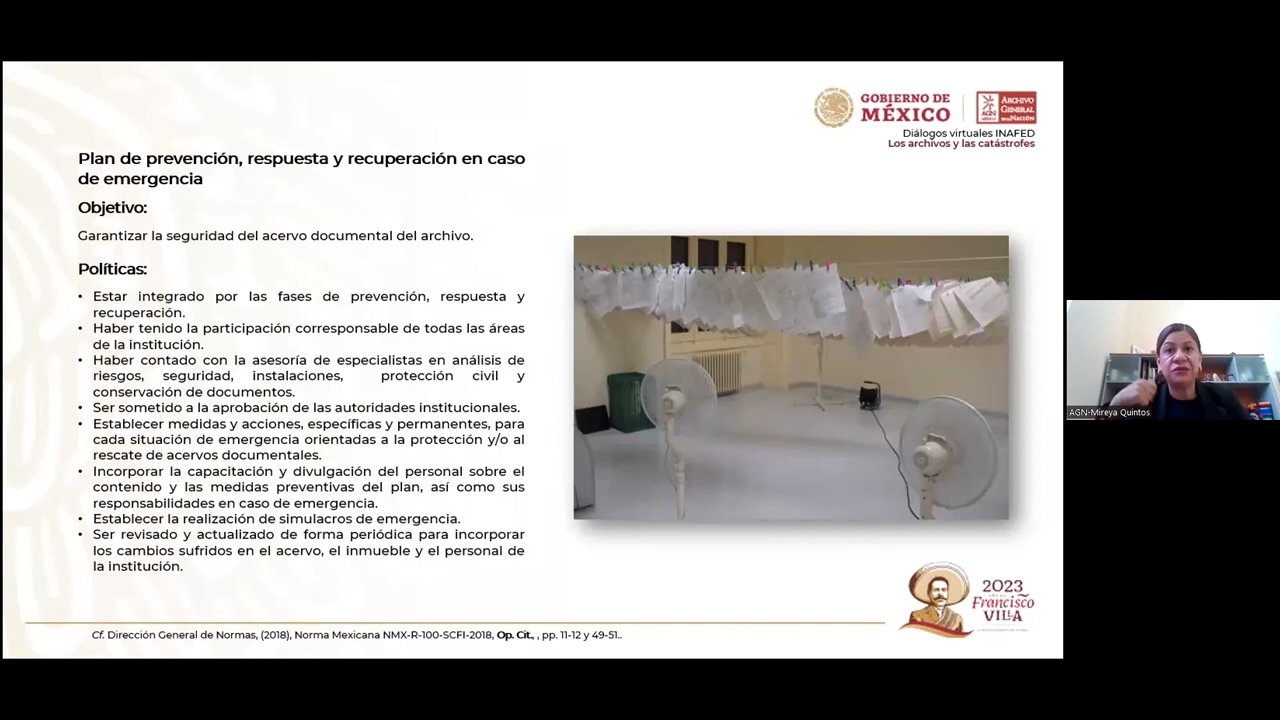 GOBIERNO DE
MÉXICO
AGN
MÉXICO
ARCHIVO
GENERAL
DE LA NACIÓN
Diálogos virtuales INAFED
Los archivos y las catástrofes
Plan de prevención, respuesta y recuperación en caso
de emergencia
Objetivo:
Garantizar la seguridad del acervo documental del archivo.
Políticas:
• Estar integrado por las fases de prevención, respuesta y
recuperación.
• Haber tenido la participación corresponsable de todas las áreas
de la institución.
• Haber contado con la asesoría de especialistas en análisis de
riesgos, seguridad, instalaciones, protección civil y
conservación de documentos.
• Ser sometido a la aprobación de las autoridades institucionales.
• Establecer medidas y acciones, específicas y permanentes, para
cada situación de emergencia orientadas a la protección y/o al
rescate de acervos documentales.
• Incorporar la capacitación y divulgación del personal sobre el
contenido y las medidas preventivas del plan, así como sus
responsabilidades en caso de emergencia.
• Establecer la realización de simulacros de emergencia.
• Ser revisado y actualizado de forma periódica para incorporar
los cambios sufridos en el acervo, el inmueble y el personal de
la institución.
AGN-Mireya Quintos
2023
Francisco
VILLA
Cf. Dirección General de Normas, (2018), Norma Mexicana NMX-R-100-SCFI-2018, Op. Cit., , pp. 11-12 y 49-51..